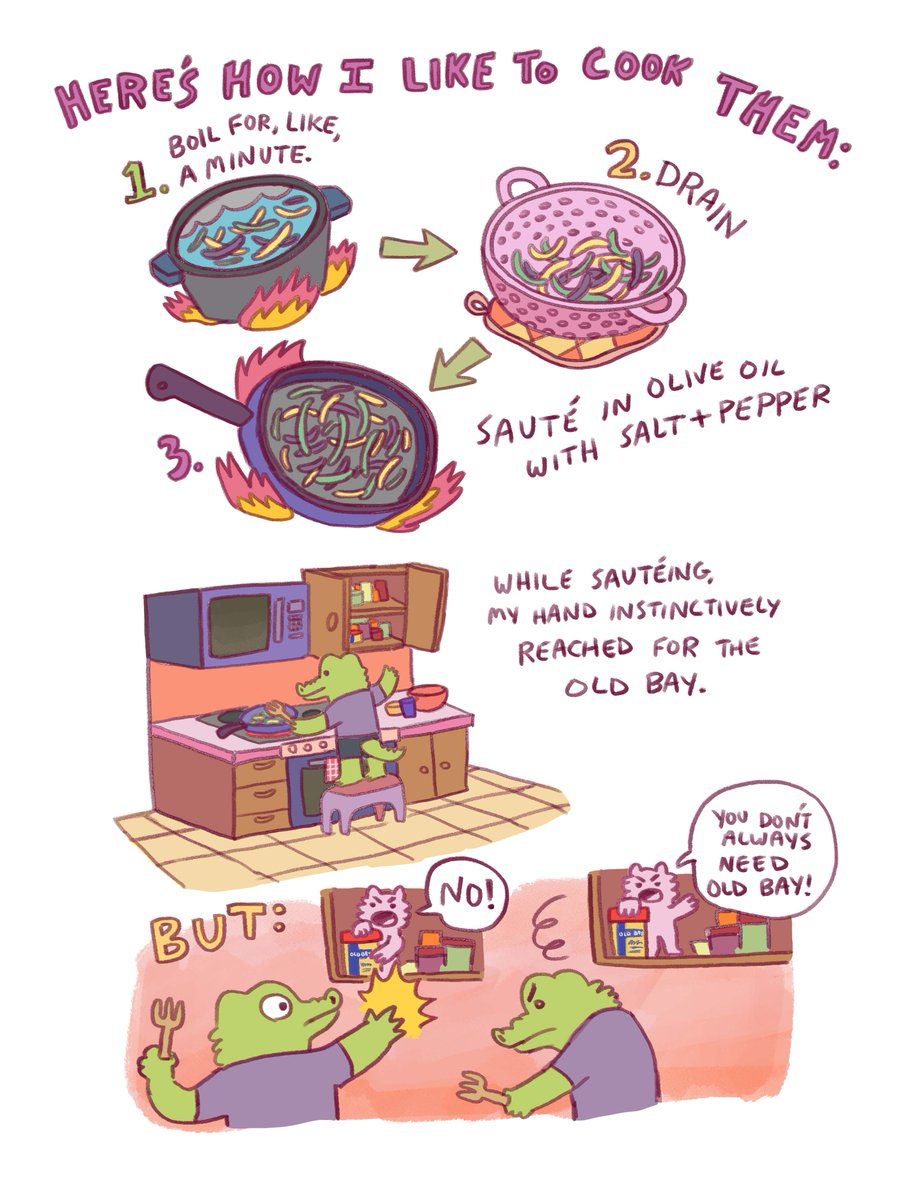 HERE'S HOW I LIKE TO COOK THEM:
1. BOIL FOR, LIKE,
A MINUTE.
2. DRAIN
3.
SAUTÉ IN OLIVE OIL
WITH SALT + PEPPER
WHILE SAUTÉING,
MY HAND INSTINCTIVELY
REACHED FOR THE
OLD BAY.
BUT:
NO!
OLD BAY
YOU DON'T
ALWAYS
NEED
OLD BAY!
OLD BAY